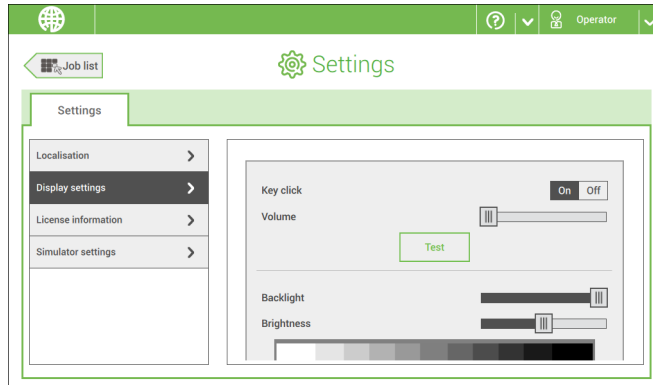 Operator
Job list
Settings
Settings
Localisation
Display settings
License information
Simulator settings
Key click
On Off
Volume
Test
Backlight
Brightness